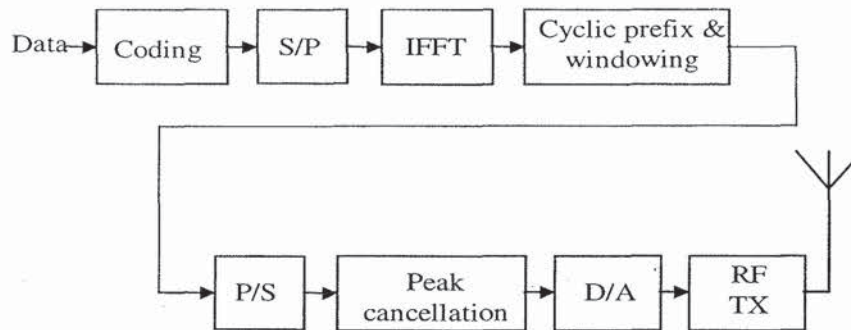 Data
Coding
S/P
IFFT
Cyclic prefix &
windowing
P/S
Peak
cancellation
D/A
RF
TX